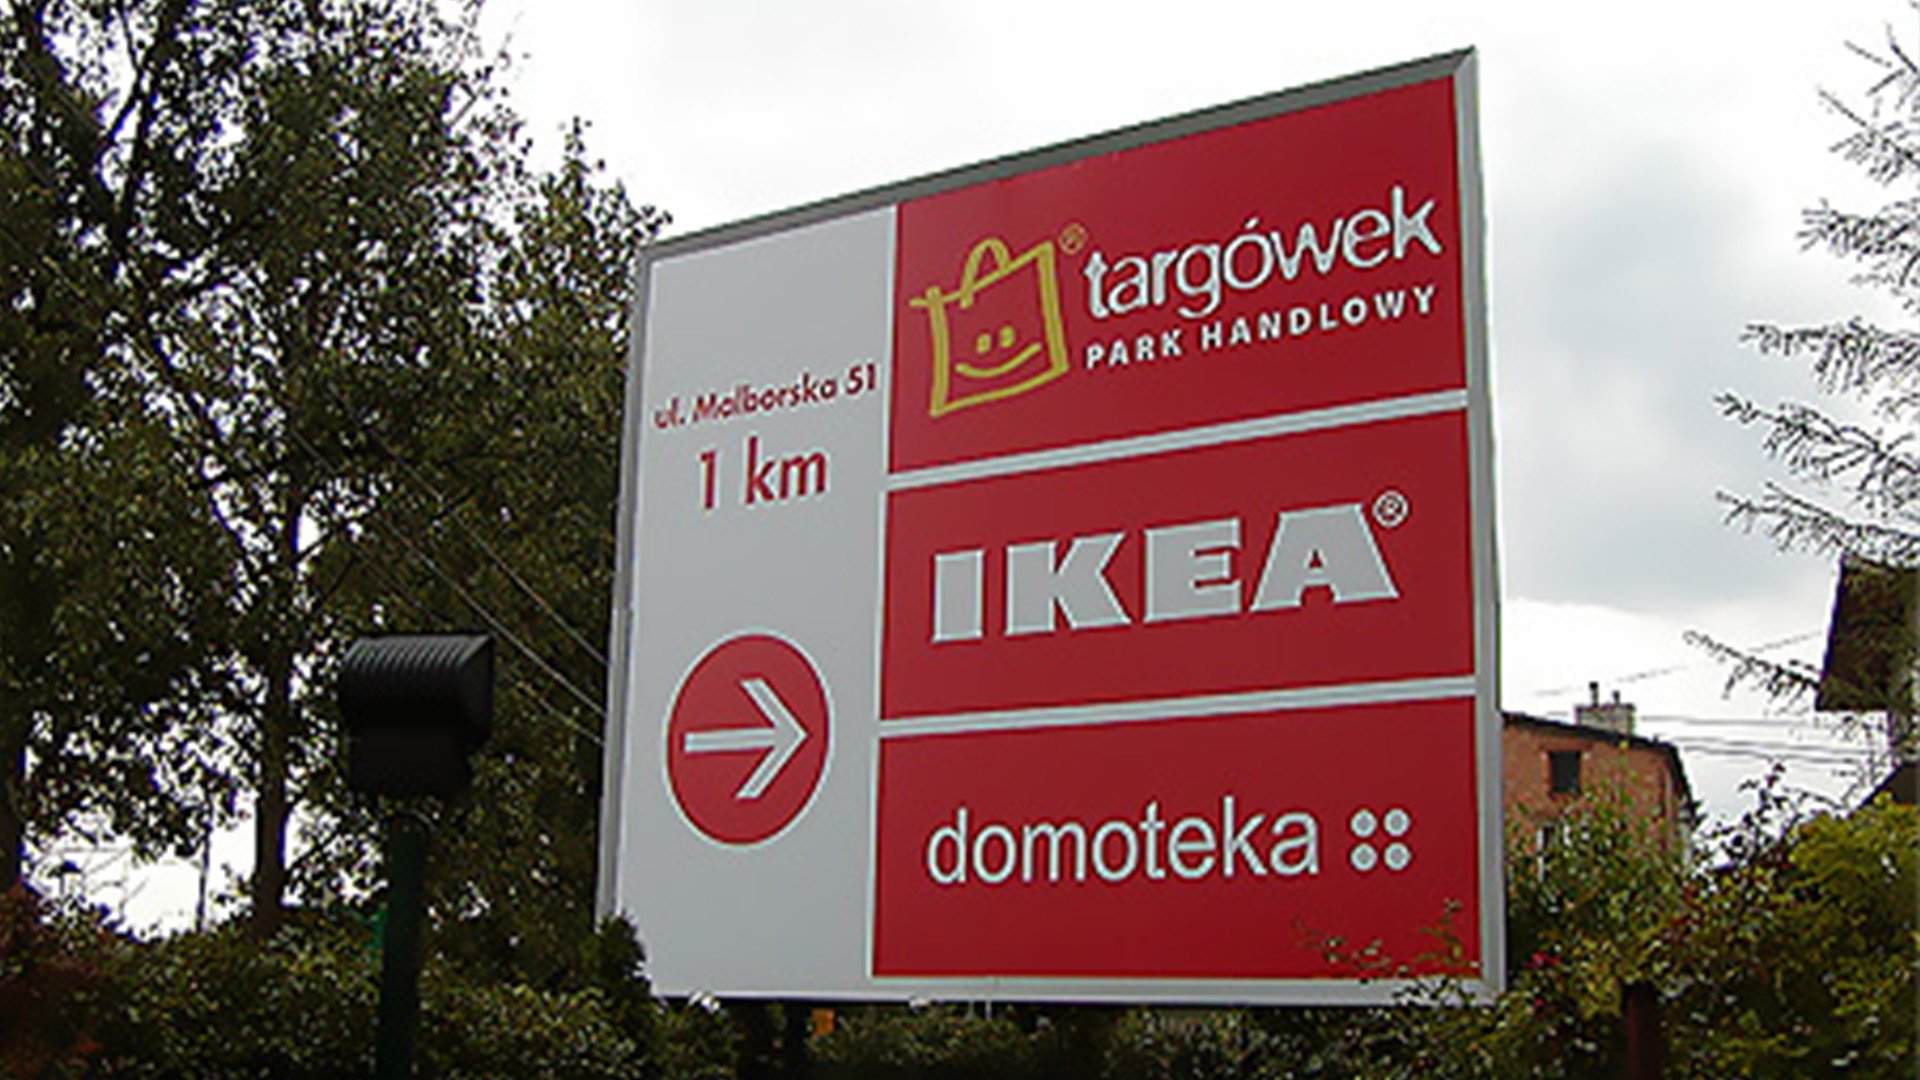 ul. Malborska 51
1 km
® targówek
PARK HANDLOWY
IKEA®
domoteka